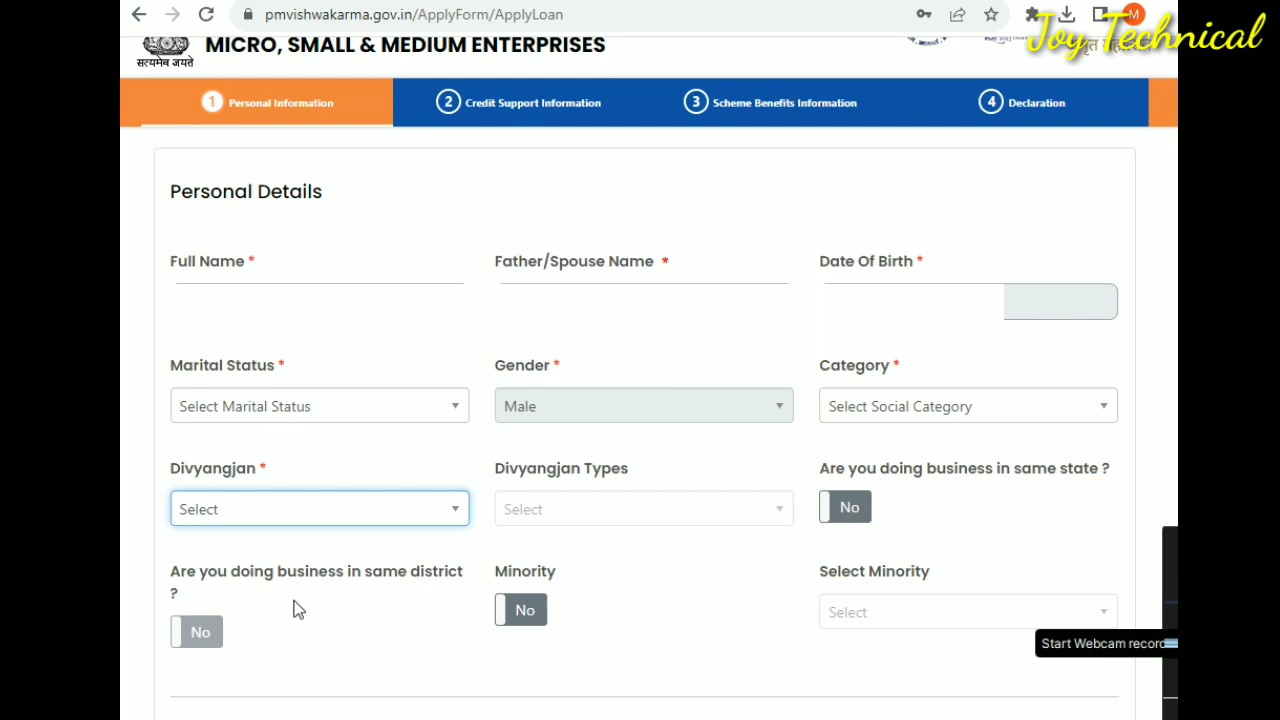 pmvishwakarma.gov.in/ApplyForm/ApplyLoan
M
Joy Technical
सत्यमेव जयते
MICRO, SMALL & MEDIUM ENTERPRISES
1 Personal Information
2 Credit Support Information
3 Scheme Benefits Information
4 Declaration
Personal Details
Full Name *
Father/Spouse Name *
Date Of Birth *
Marital Status *
Gender *
Category *
Select Marital Status
Male
Select Social Category
Divyangjan *
Divyangjan Types
Are you doing business in same state ?
Select
Select
No
Are you doing business in same district
?
Minority
Select Minority
No
No
Select
Start Webcam recor